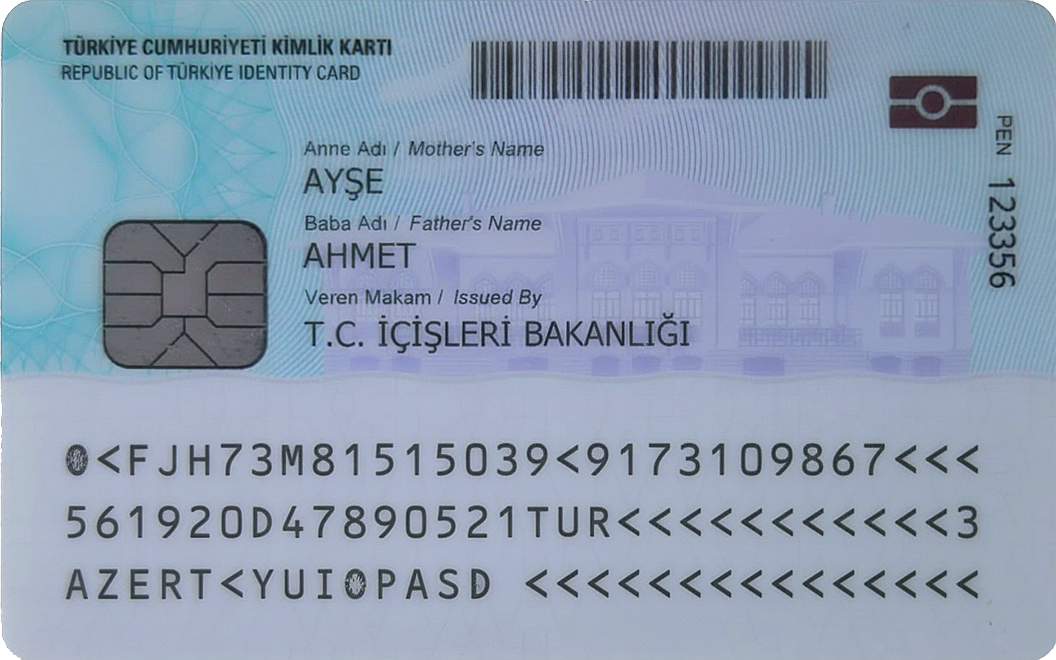 TÜRKİYE CUMHURİYETİ KİMLİK KARTI
REPUBLIC OF TÜRKİYE IDENTITY CARD
Anne Adı / Mother's Name
AYŞE
Baba Adı / Father's Name
AHMET
Veren Makam / Issued By
T.C. İÇİŞLERİ BAKANLIĞI
PEN 123356
<FJH73M81515039<9173109867<<<
561920D47890521TUR<<<<<<<<<<<3
AZERT<YUI PASD <<<<<<<<<<<<<<<